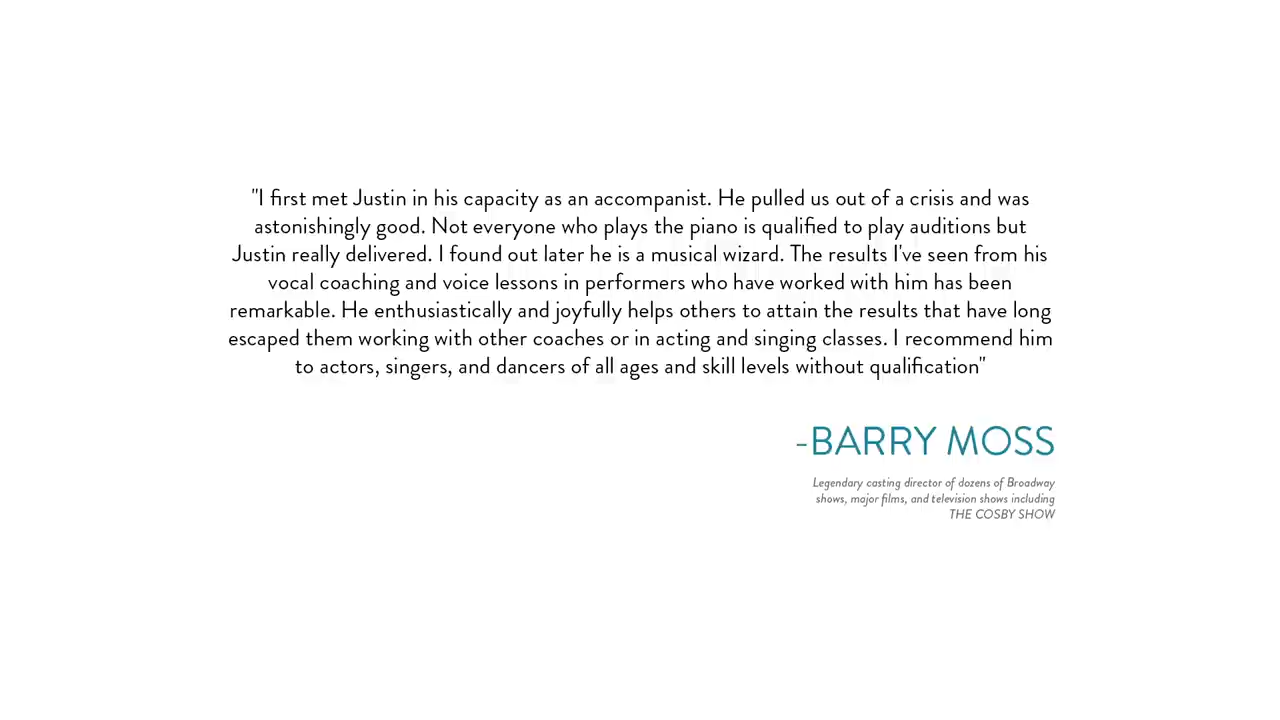 "I first met Justin in his capacity as an accompanist. He pulled us out of a crisis and was
astonishingly good. Not everyone who plays the piano is qualified to play auditions but
Justin really delivered. I found out later he is a musical wizard. The results I've seen from his
vocal coaching and voice lessons in performers who have worked with him has been
remarkable. He enthusiastically and joyfully helps others to attain the results that have long
escaped them working with other coaches or in acting and singing classes. I recommend him
to actors, singers, and dancers of all ages and skill levels without qualification"
-BARRY MOSS
Legendary casting director of dozens of Broadway
shows, major films, and television shows including
THE COSBY SHOW